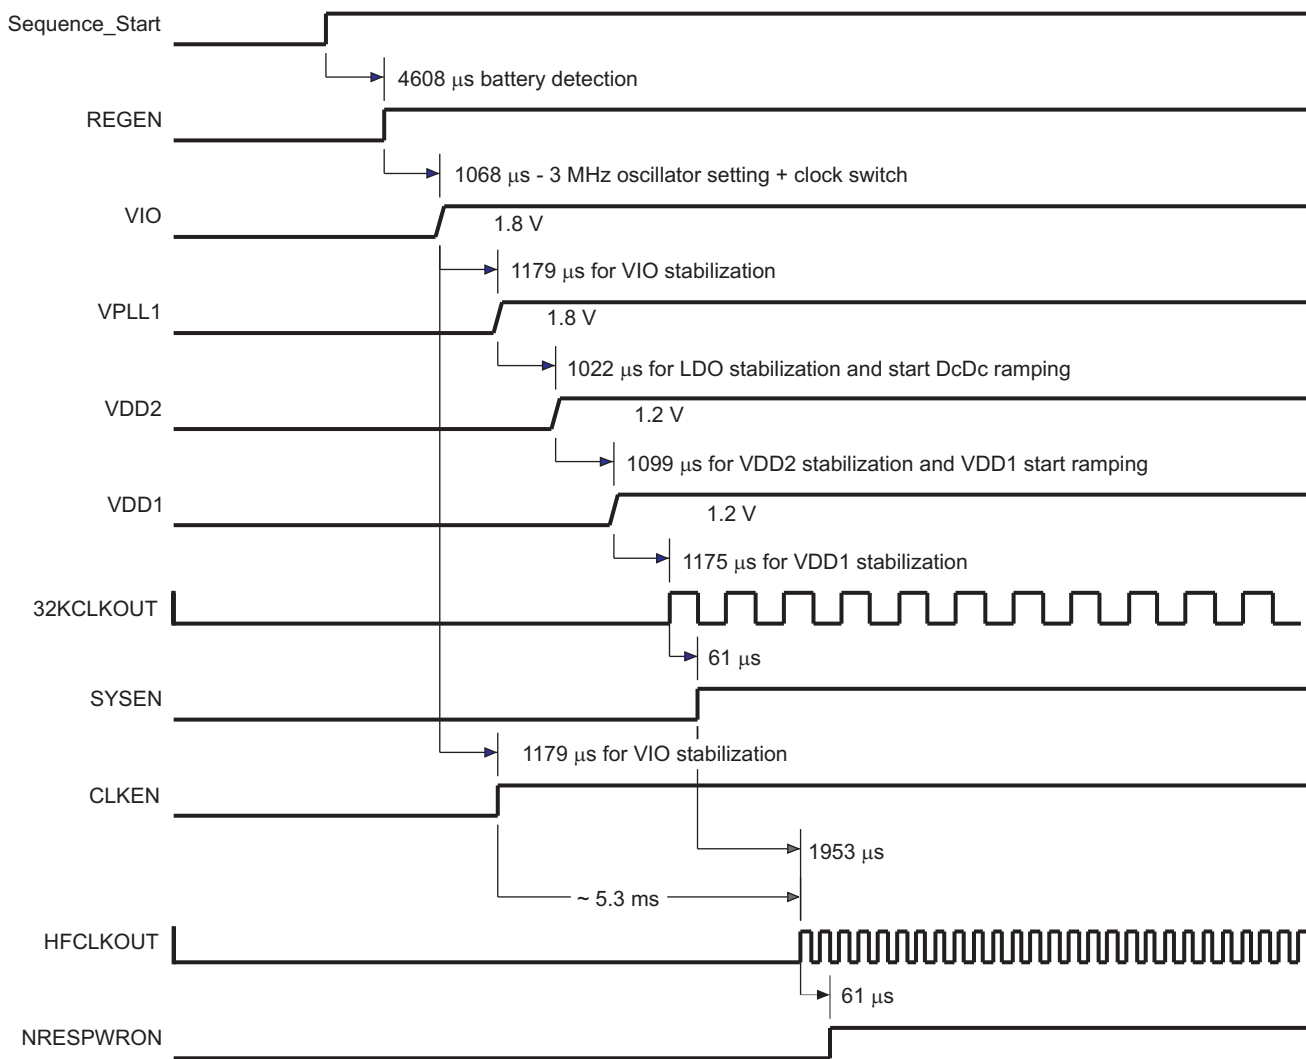 Sequence_Start
4608 μs battery detection
REGEN
1068 μs - 3 MHz oscillator setting + clock switch
VIO
1.8 V
1179 μs for VIO stabilization
VPLL1
1.8 V
1022 μs for LDO stabilization and start DcDc ramping
VDD2
1.2 V
1099 μs for VDD2 stabilization and VDD1 start ramping
VDD1
1.2 V
1175 μs for VDD1 stabilization
32KCLKOUT
61 μs
SYSEN
1179 μs for VIO stabilization
CLKEN
1953 μs
~ 5.3 ms
HFCLKOUT
61 μs
NRESPWRON